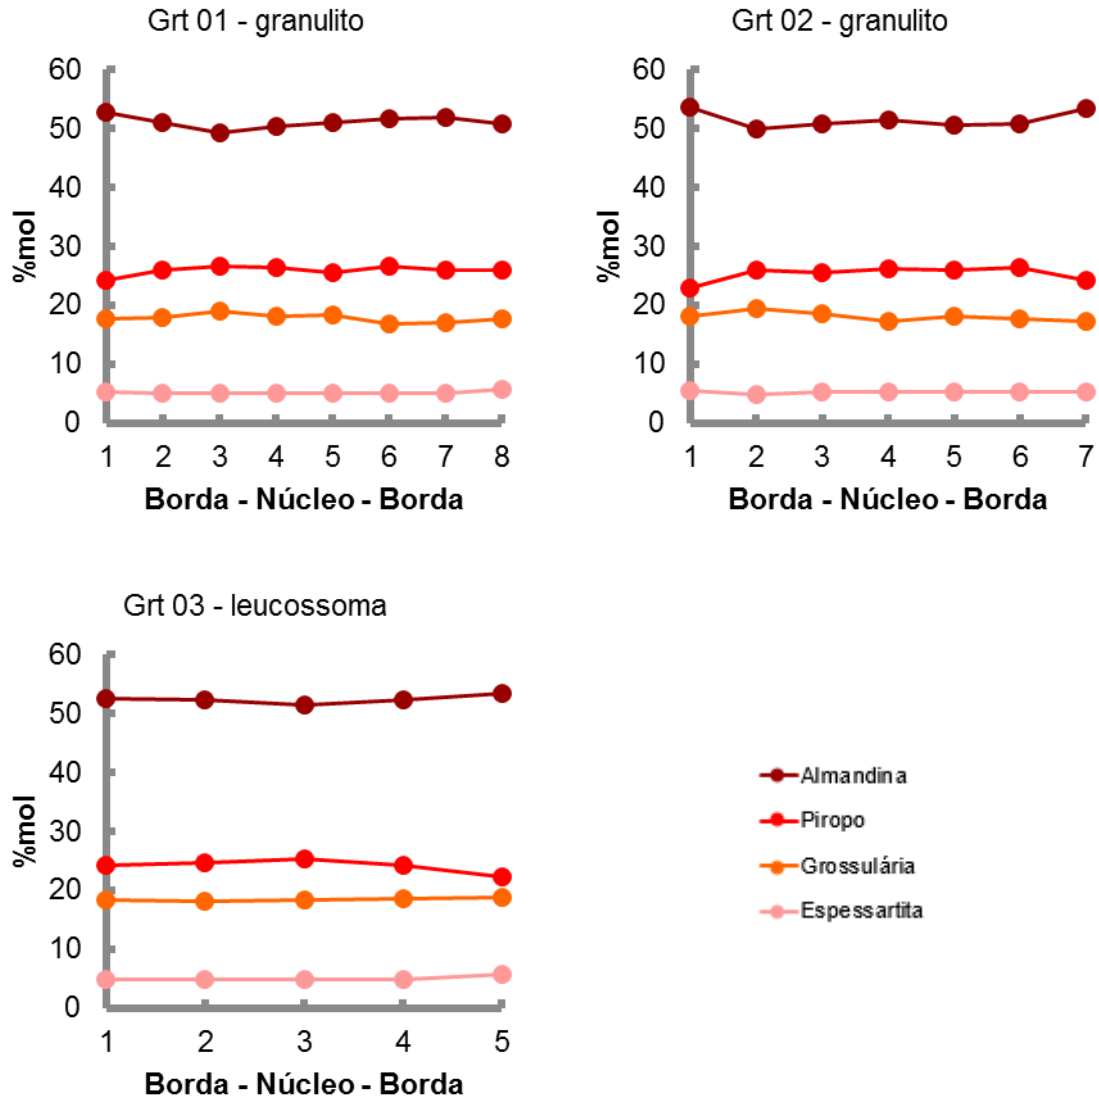 Grt 01 - granulito
60
50
40
30
20
10
0
%mol
1 2 3 4 5 6 7 8
Borda - Núcleo - Borda
Grt 02 - granulito
60
50
40
30
20
10
0
%mol
1 2 3 4 5 6 7
Borda - Núcleo - Borda
Grt 03 - leucossoma
60
50
40
30
20
10
0
%mol
1 2 3 4 5
Borda - Núcleo - Borda
Almandina
Piropo
Grossulária
Espessartita